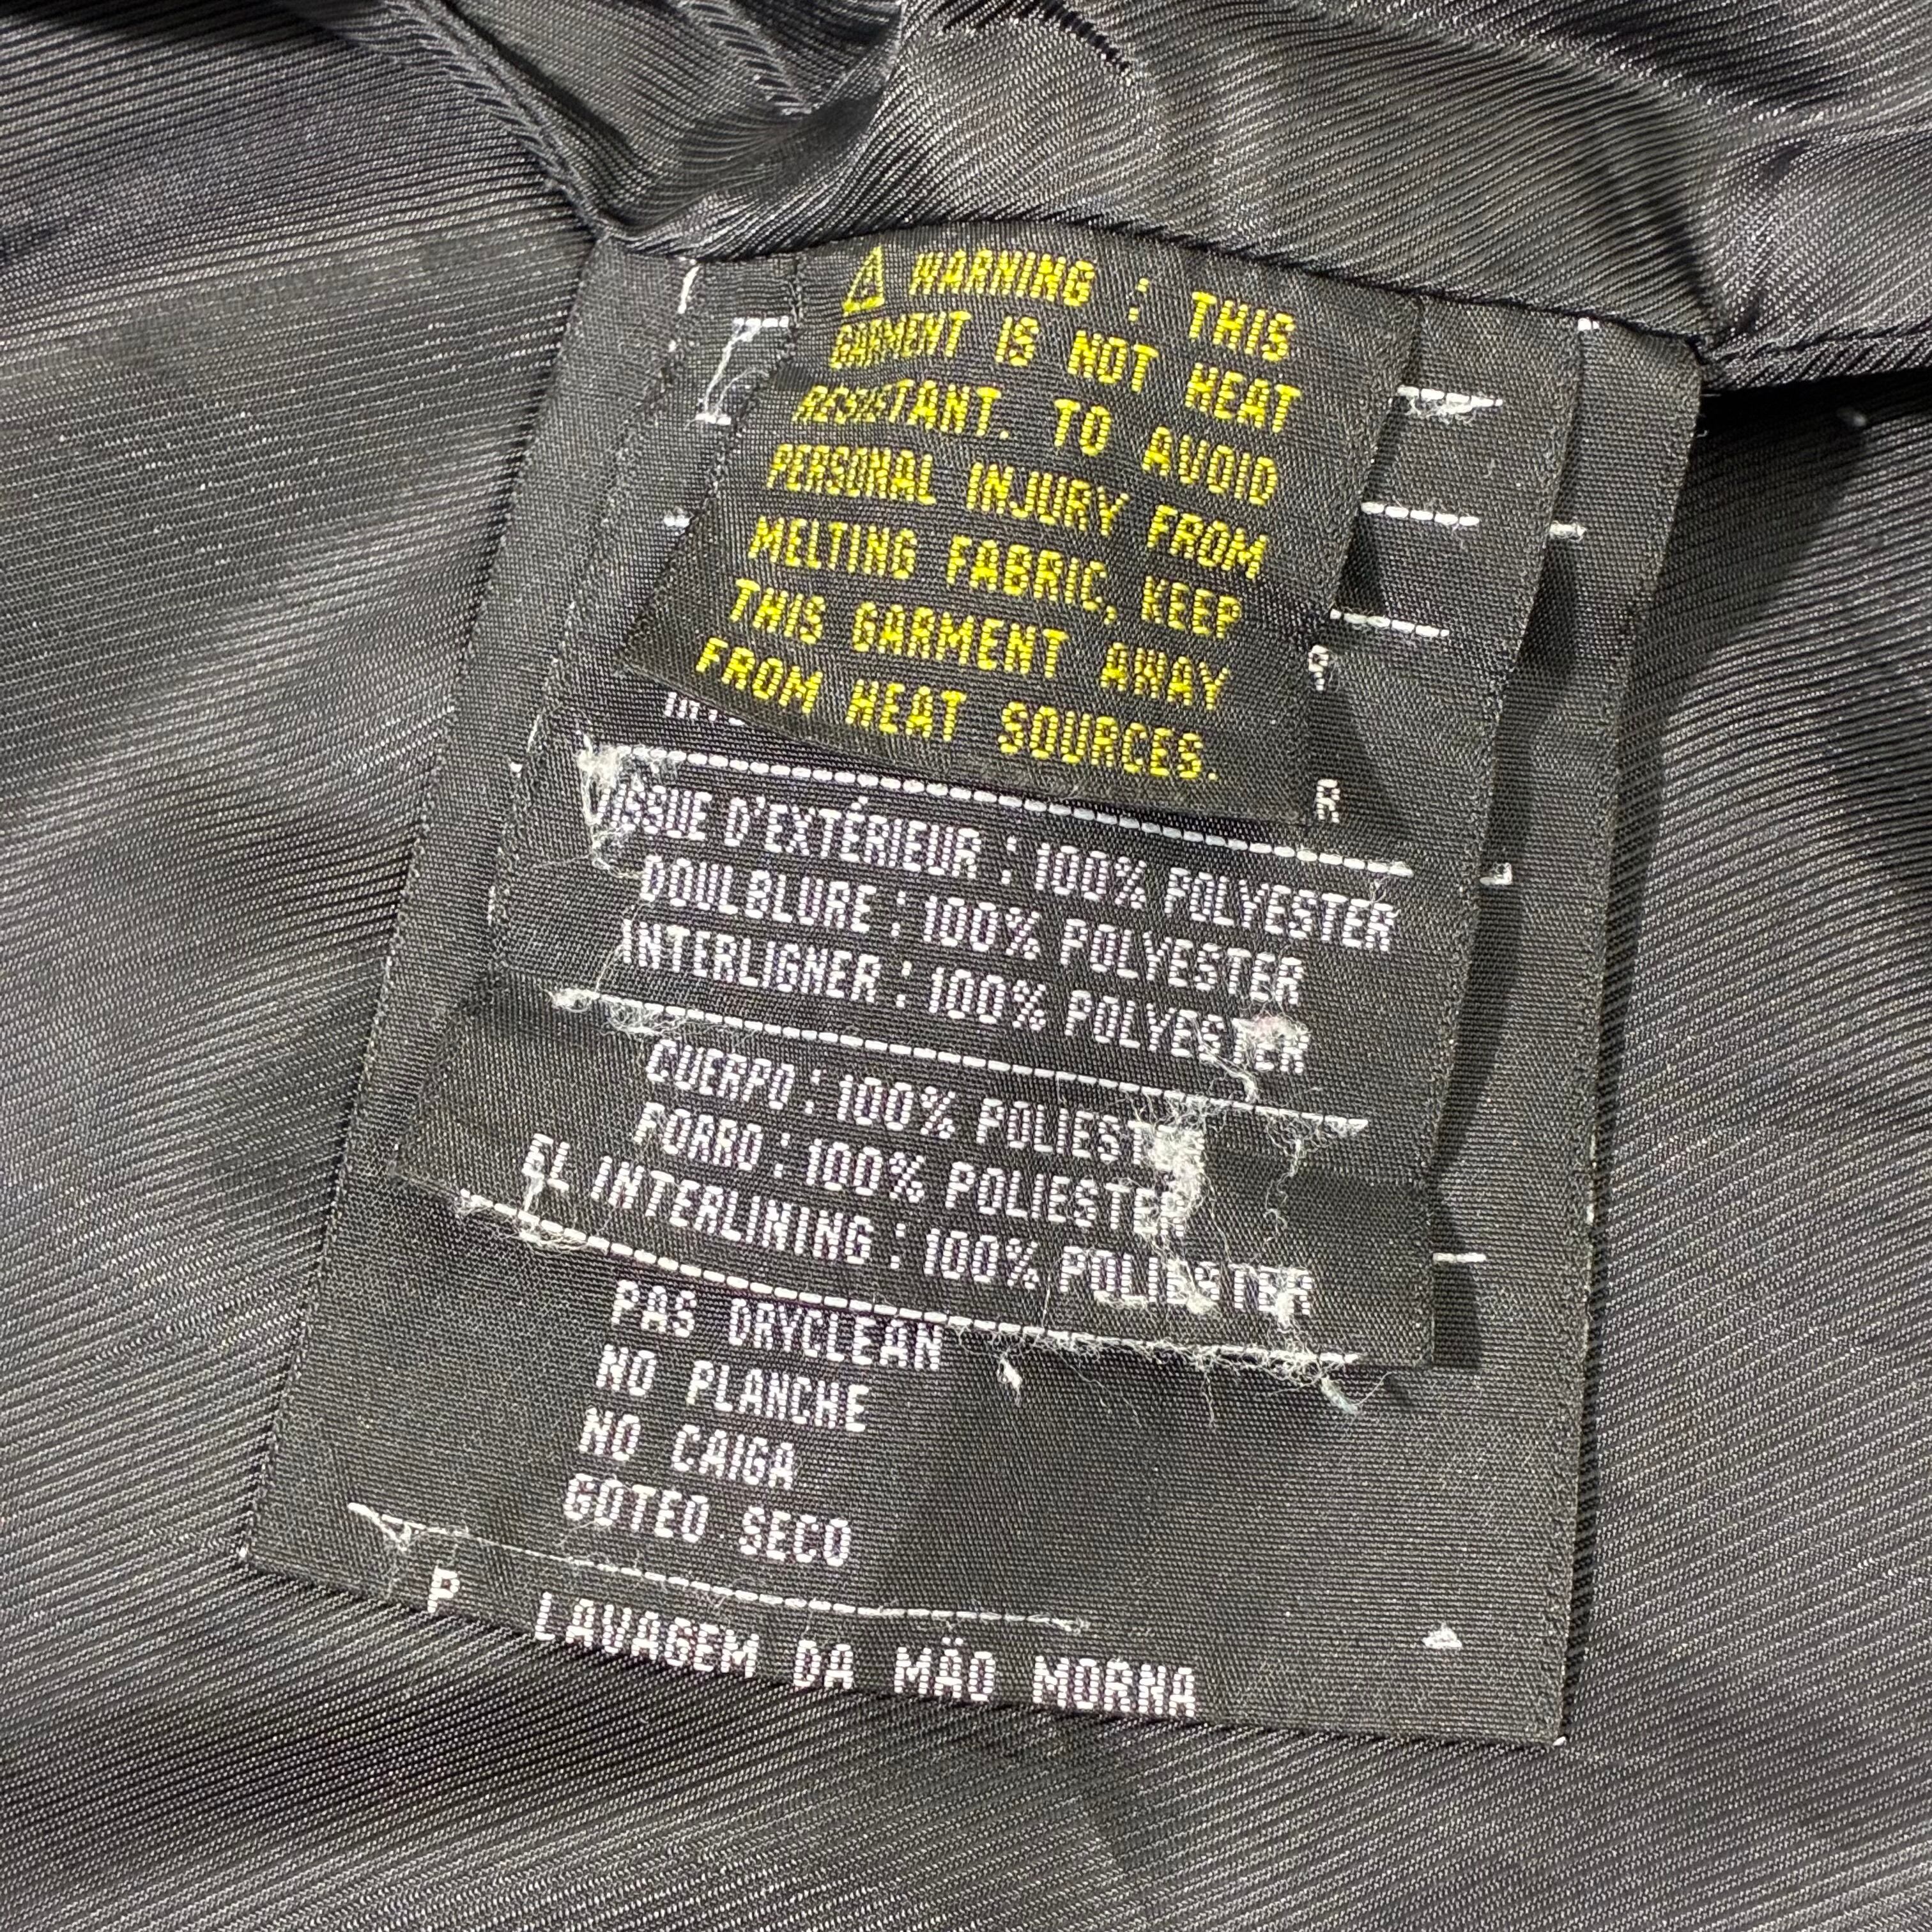 ⚠ WARNING : THIS
GARMENT IS NOT HEAT
RESISTANT. TO AVOID
PERSONAL INJURY FROM
MELTING FABRIC, KEEP
THIS GARMENT AWAY
FROM HEAT SOURCES.
R
TISSUE D'EXTÉRIEUR : 100% POLYESTER
DOULBLURE : 100% POLYESTER
INTERLIGNER : 100% POLYESTER
CUERPO : 100% POLIESTER
FORRO : 100% POLIESTER
EL INTERLINING : 100% POLIESTER
PAS DRYCLEAN
NO PLANCHE
NO CAIGA
GOTEO SECO
P LAVAGEM DA MÃO MORNA